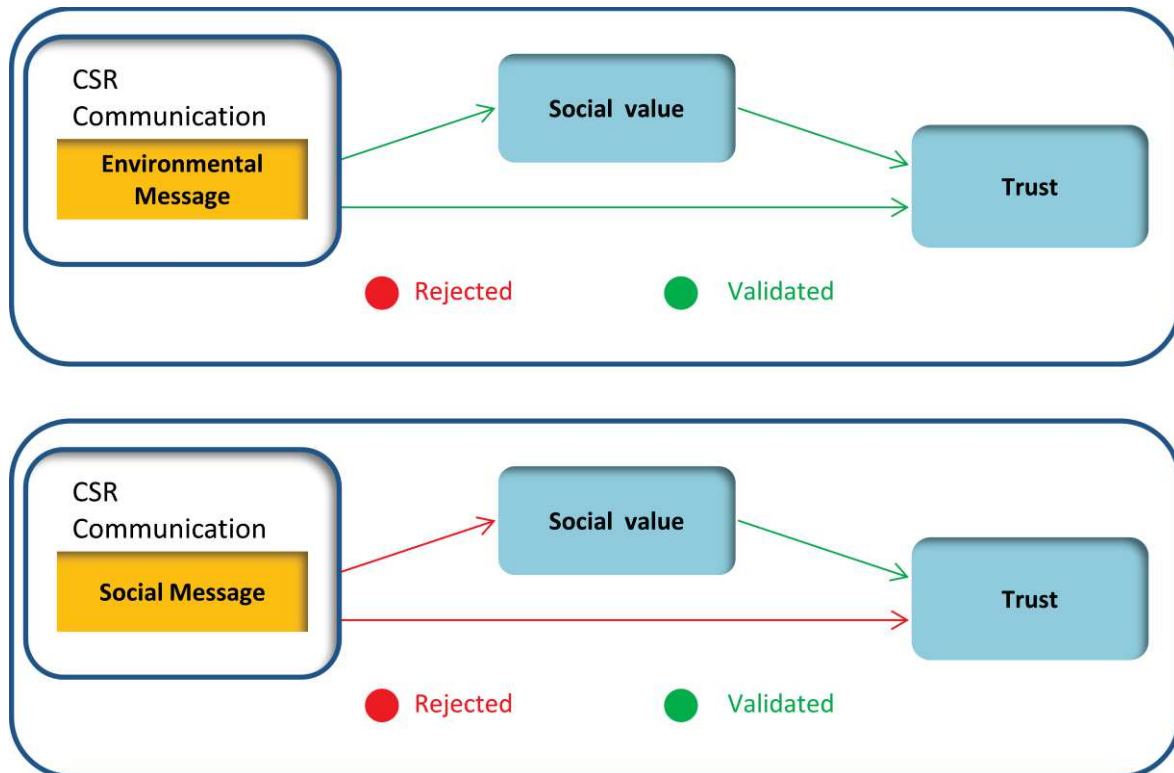 CSR
Communication
Environmental
Message
Social value
Trust
Rejected
Validated
CSR
Communication
Social Message
Social value
Trust
Rejected
Validated